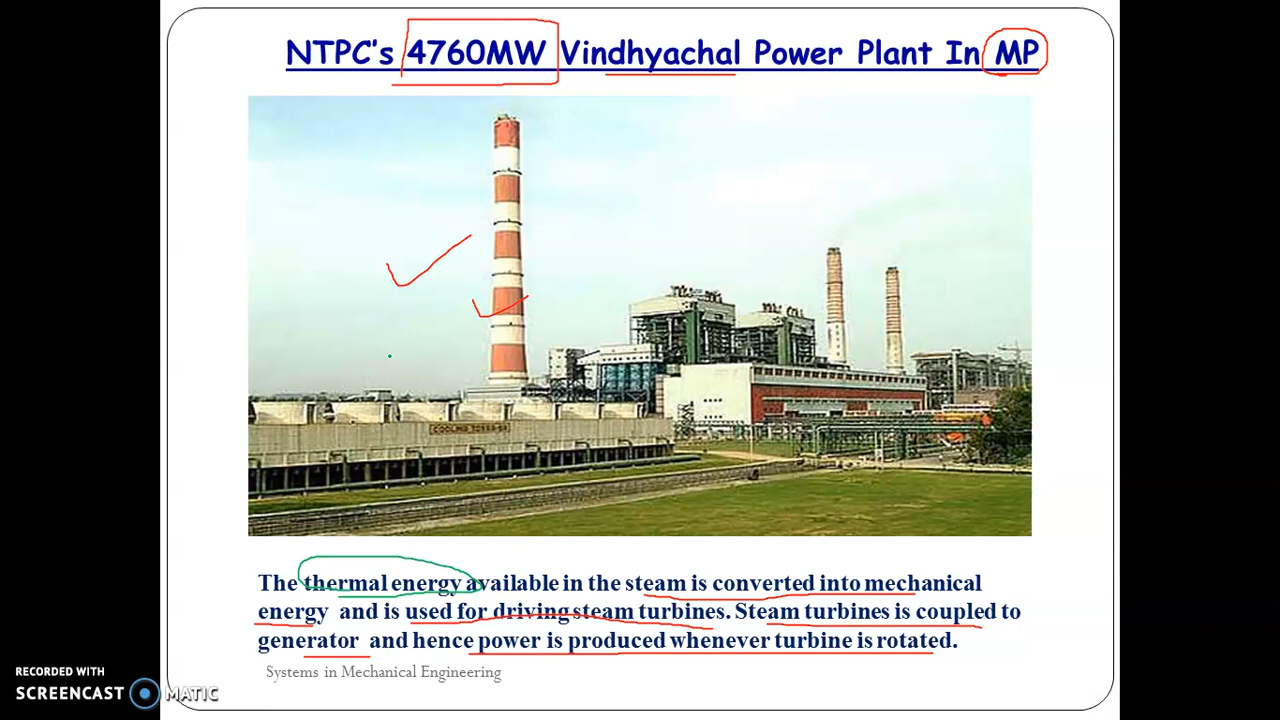 NTPC's 4760MW Vindhyachal Power Plant In MP
COOLING TOWER-
The thermal energy available in the steam is converted into mechanical
energy and is used for driving steam turbines. Steam turbines is coupled to
generator and hence power is produced whenever turbine is rotated.
Systems in Mechanical Engineering
RECORDED WITH
SCREENCAST MATIC